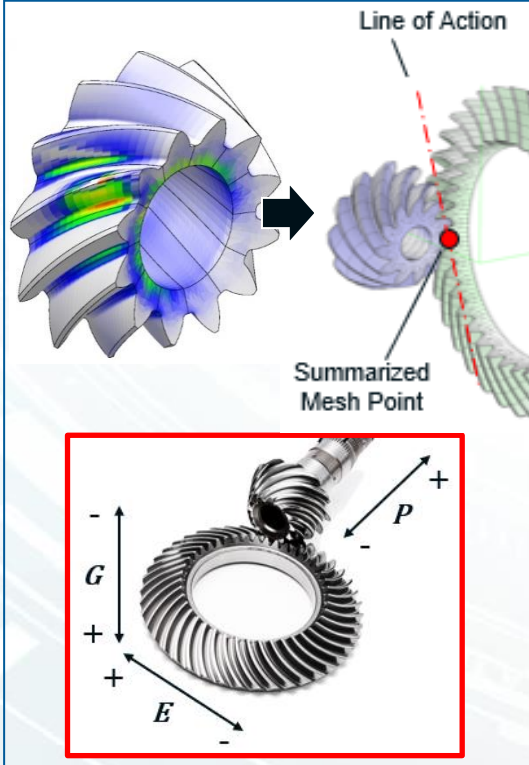 Line of Action
Summarized
Mesh Point
+
P
-
-
G
+
+
E
-